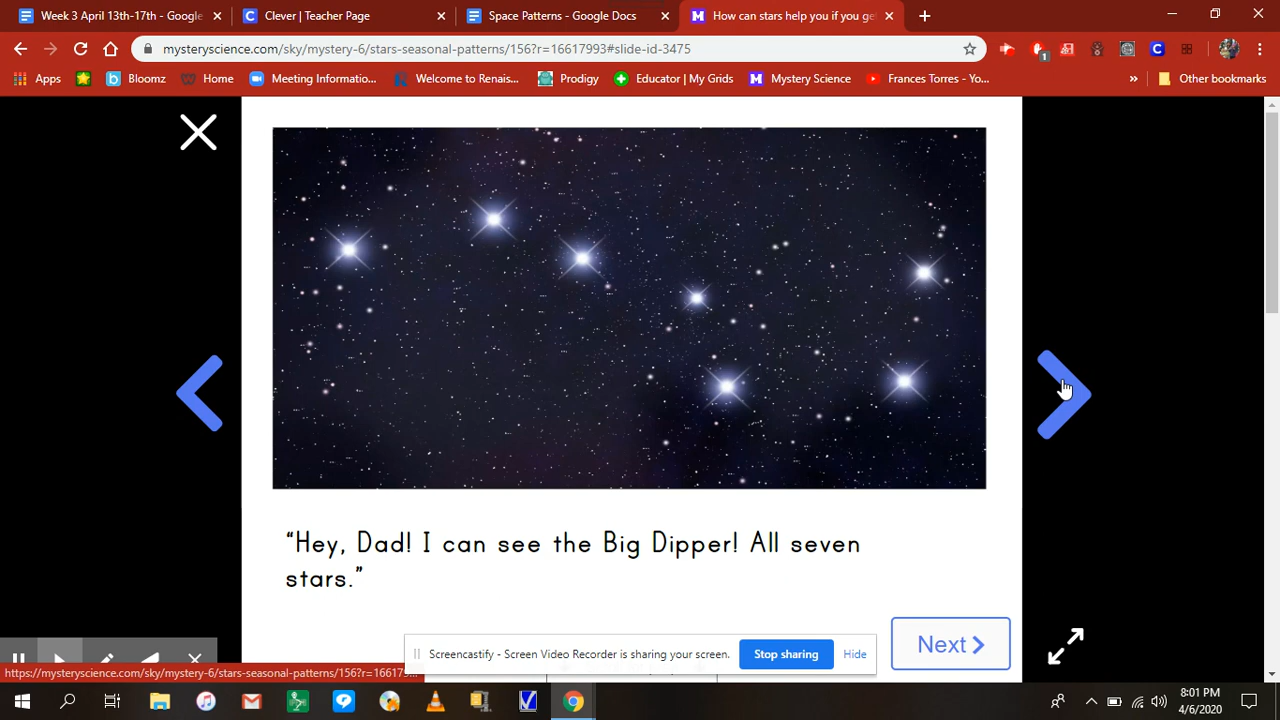 Week 3 April 13th-17th - Google
Clever | Teacher Page
Space Patterns - Google Docs
How can stars help you if you get
mysteryscience.com/sky/mystery-6/stars-seasonal-patterns/156?r=16617993#slide-id-3475
Apps
Bloomz
Home
Meeting Informatio...
Welcome to Renais...
Prodigy
Educator | My Grids
Mystery Science
Frances Torres - Yo...
»
Other bookmarks
"Hey, Dad! I can see the Big Dipper! All seven
stars."
Next
Screencastify - Screen Video Recorder is sharing your screen.
Stop sharing
Hide
https://mysteryscience.com/sky/mystery-6/stars-seasonal-patterns/156?r=166179...
8:01 PM
4/6/2020